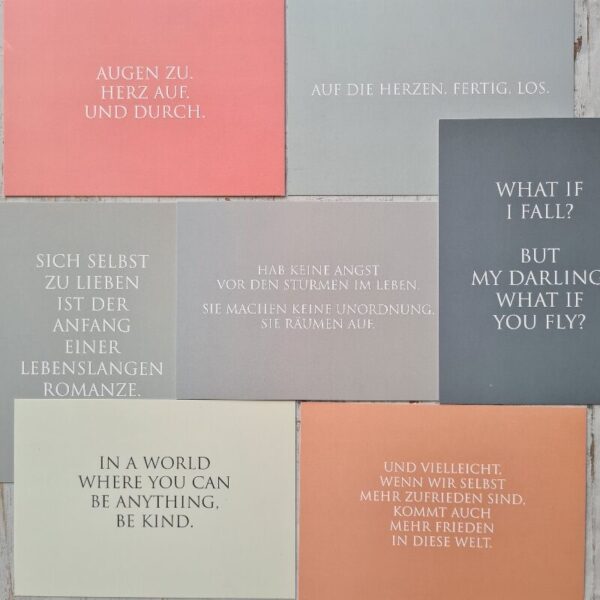 AUGEN ZU.
HERZ AUF.
UND DURCH.
AUF DIE HERZEN. FERTIG. LOS.
WHAT IF
I FALL?
BUT
MY DARLING
WHAT IF
YOU FLY?
SICH SELBST
ZU LIEBEN
IST DER
ANFANG
EINER
LEBENSLANGEN
ROMANZE.
HAB KEINE ANGST
VOR DEN STÜRMEN IM LEBEN.
SIE MACHEN KEINE UNORDNUNG,
SIE RÄUMEN AUF.
IN A WORLD
WHERE YOU CAN
BE ANYTHING,
BE KIND.
UND VIELLEICHT,
WENN WIR SELBST
MEHR ZUFRIEDEN SIND,
KOMMT AUCH
MEHR FRIEDEN
IN DIESE WELT.